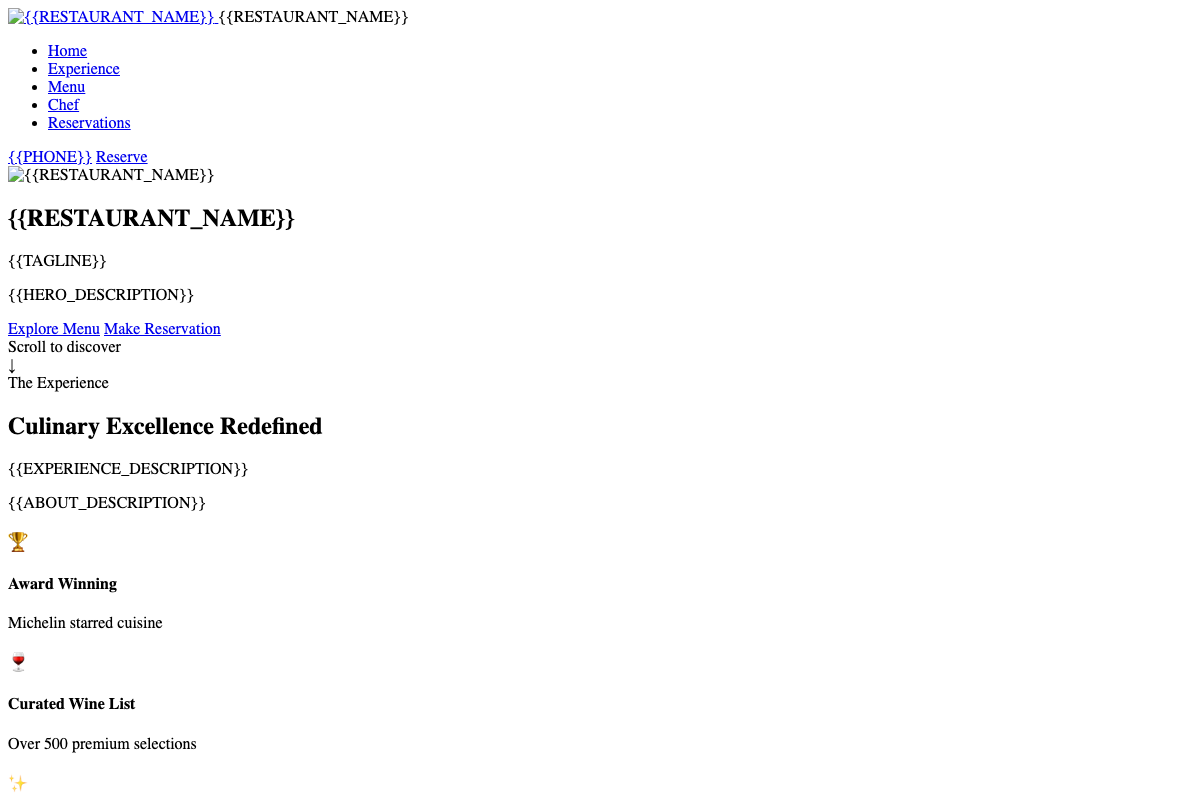 {{RESTAURANT_NAME}} {{RESTAURANT_NAME}}
Home
Experience
Menu
Chef
Reservations
{{PHONE}} Reserve
{{RESTAURANT_NAME}}
{{RESTAURANT_NAME}}
{{TAGLINE}}
{{HERO_DESCRIPTION}}
Explore Menu Make Reservation
Scroll to discover
↓
The Experience
Culinary Excellence Redefined
{{EXPERIENCE_DESCRIPTION}}
{{ABOUT_DESCRIPTION}}
🏆
Award Winning
Michelin starred cuisine
🍷
Curated Wine List
Over 500 premium selections
✨